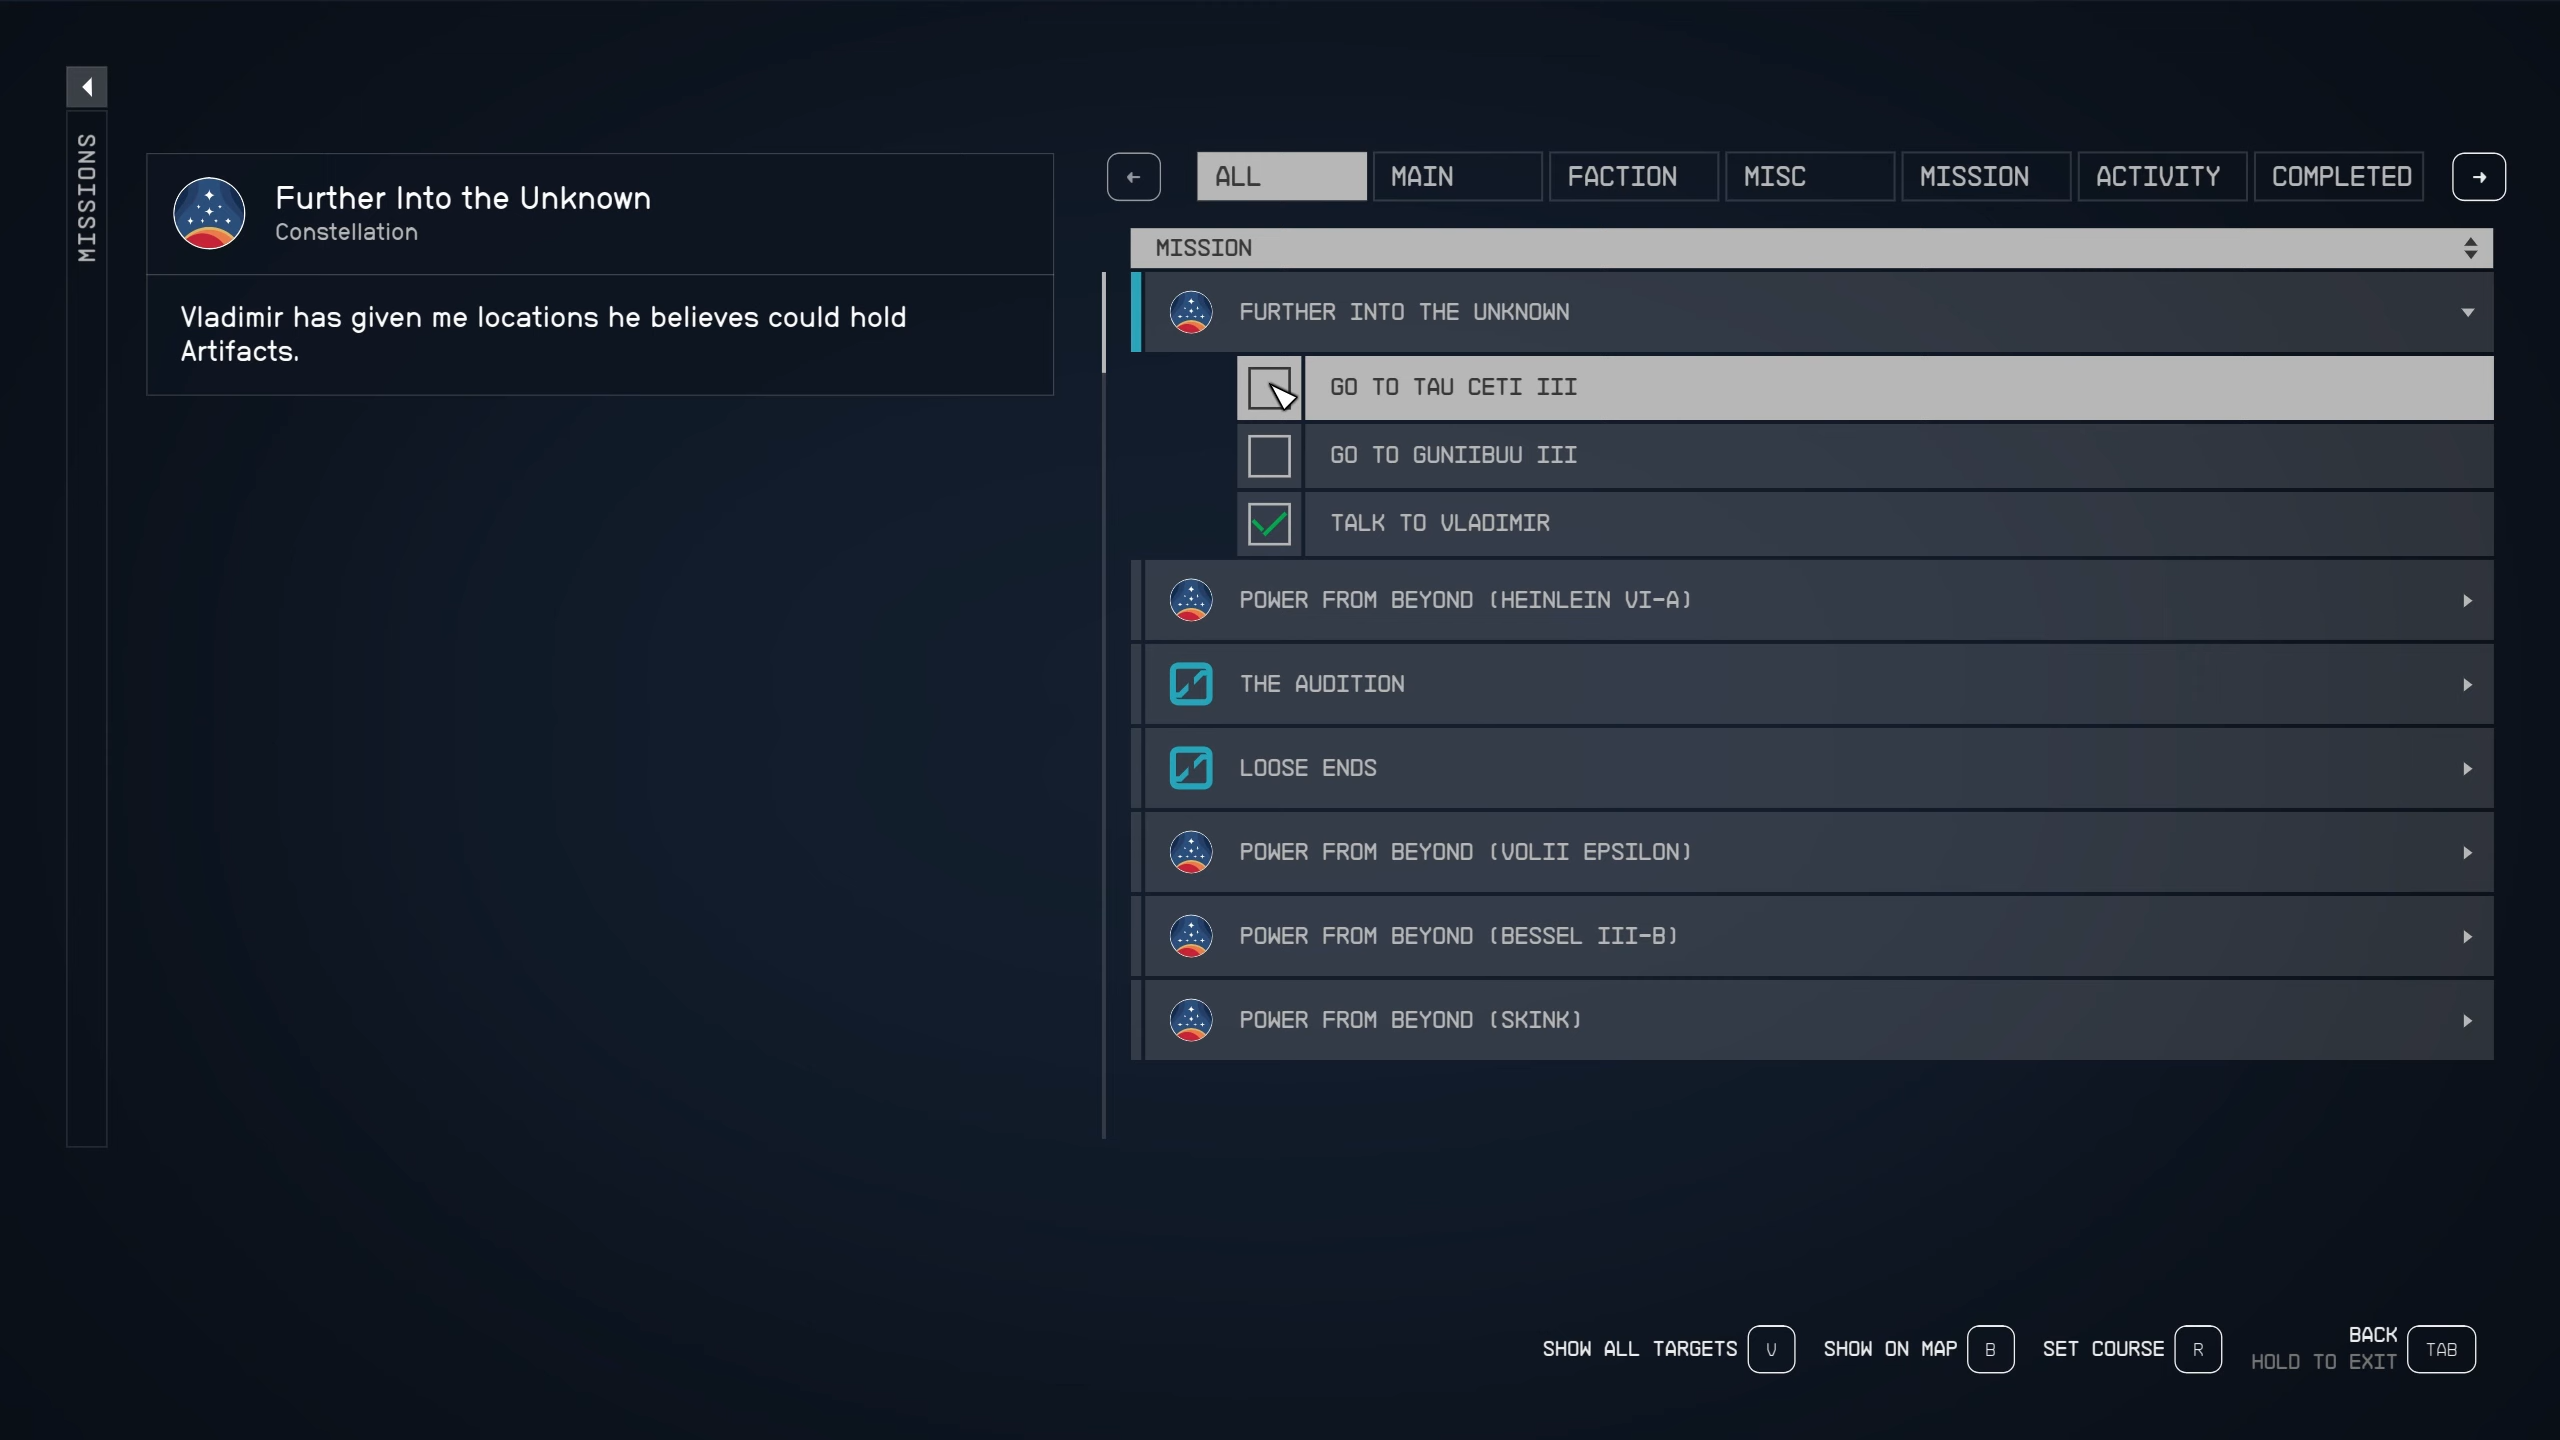 MISSIONS
Further Into the Unknown
Constellation
Vladimir has given me locations he believes could hold
Artifacts.
ALL
MAIN
FACTION
MISC
MISSION
ACTIVITY
COMPLETED
MISSION
FURTHER INTO THE UNKNOWN
GO TO TAU CETI III
GO TO GUNIIBUU III
TALK TO VLADIMIR
POWER FROM BEYOND (HEINLEIN VI-A)
THE AUDITION
LOOSE ENDS
POWER FROM BEYOND (VOLII EPSILON)
POWER FROM BEYOND (BESSEL III-B)
POWER FROM BEYOND (SKINK)
SHOW ALL TARGETS V
SHOW ON MAP B
SET COURSE R
BACK
HOLD TO EXIT
TAB